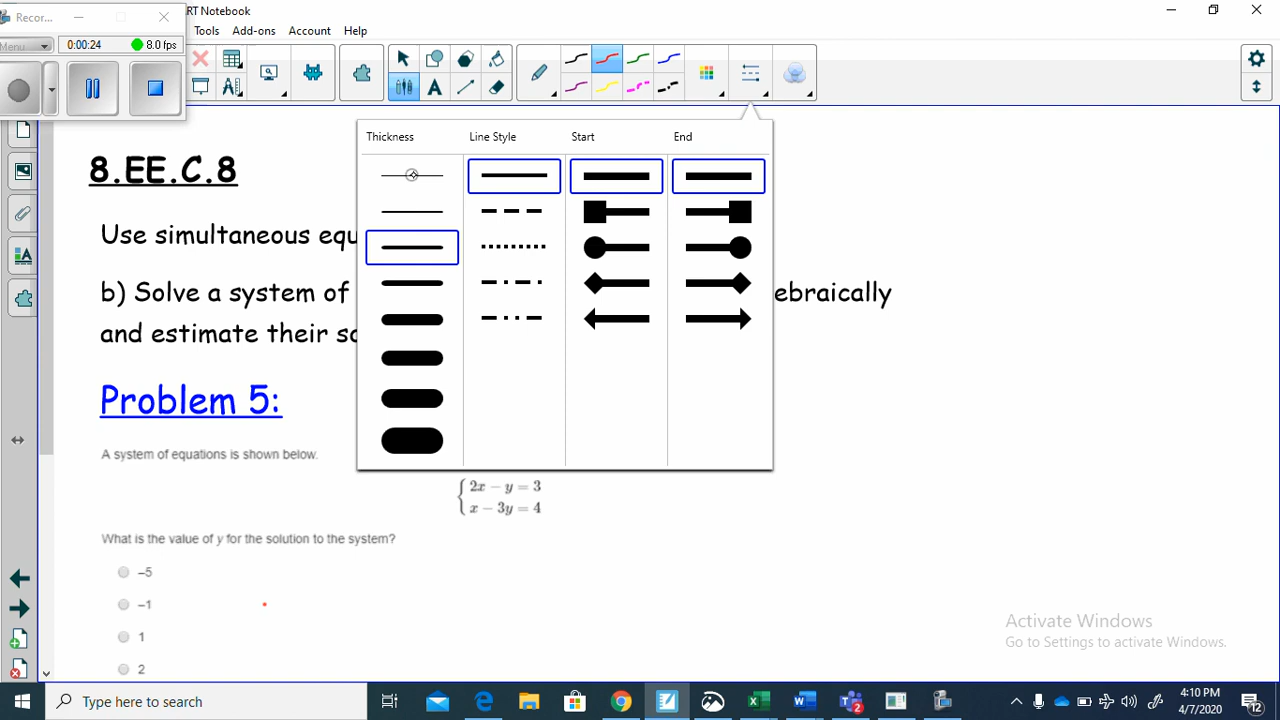 Recor...
RT Notebook
Menu
0:00:24
8.0 fps
Tools
Add-ons
Account
Help
Thickness
Line Style
Start
End
8.EE.C.8
Use simultaneous equ
b) Solve a system of
ebraically
and estimate their so
Problem 5:
A system of equations is shown below.
2x − y = 3
x − 3y = 4
What is the value of y for the solution to the system?
−5
−1
1
2
Activate Windows
Go to Settings to activate Windows.
Type here to search
2
4:10 PM
4/7/2020
12